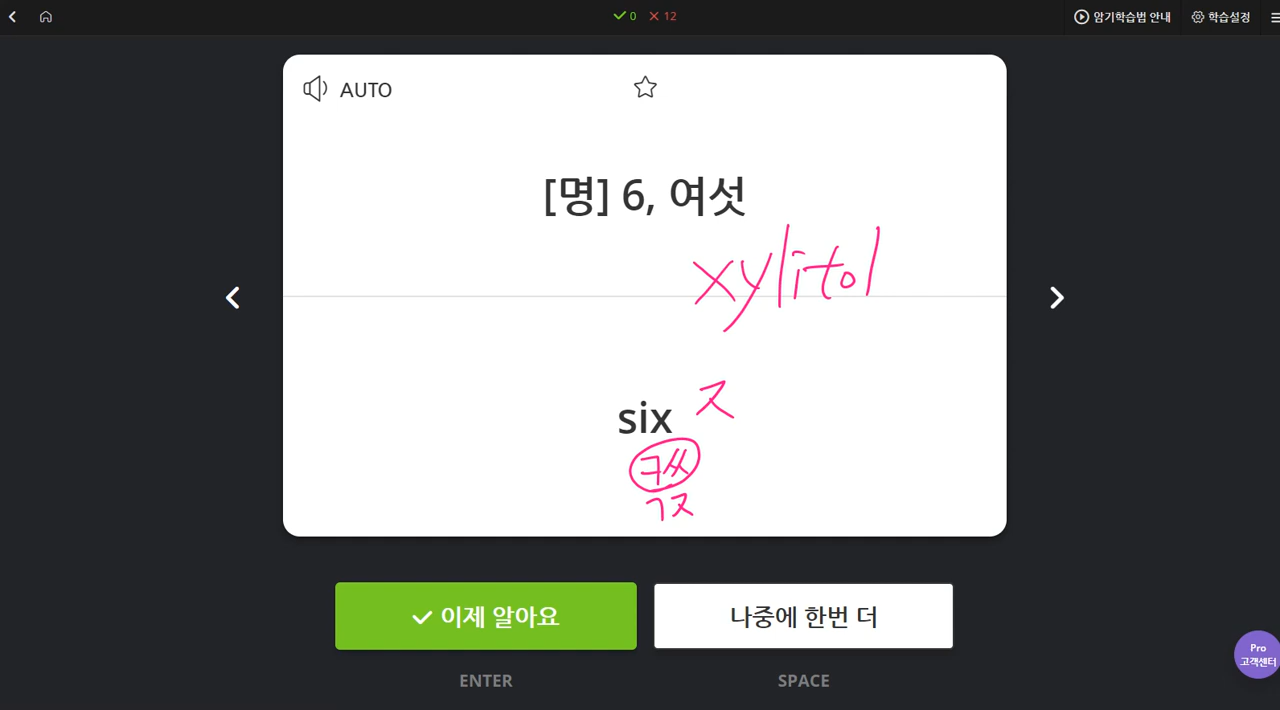 0 12 암기학습법 안내 학습설정
AUTO
[명] 6, 여섯
xylitol
six ㅈ
ㅋㅆ
ㄱㅈ
이제 알아요 나중에 한번 더
ENTER SPACE
Pro
고객센터